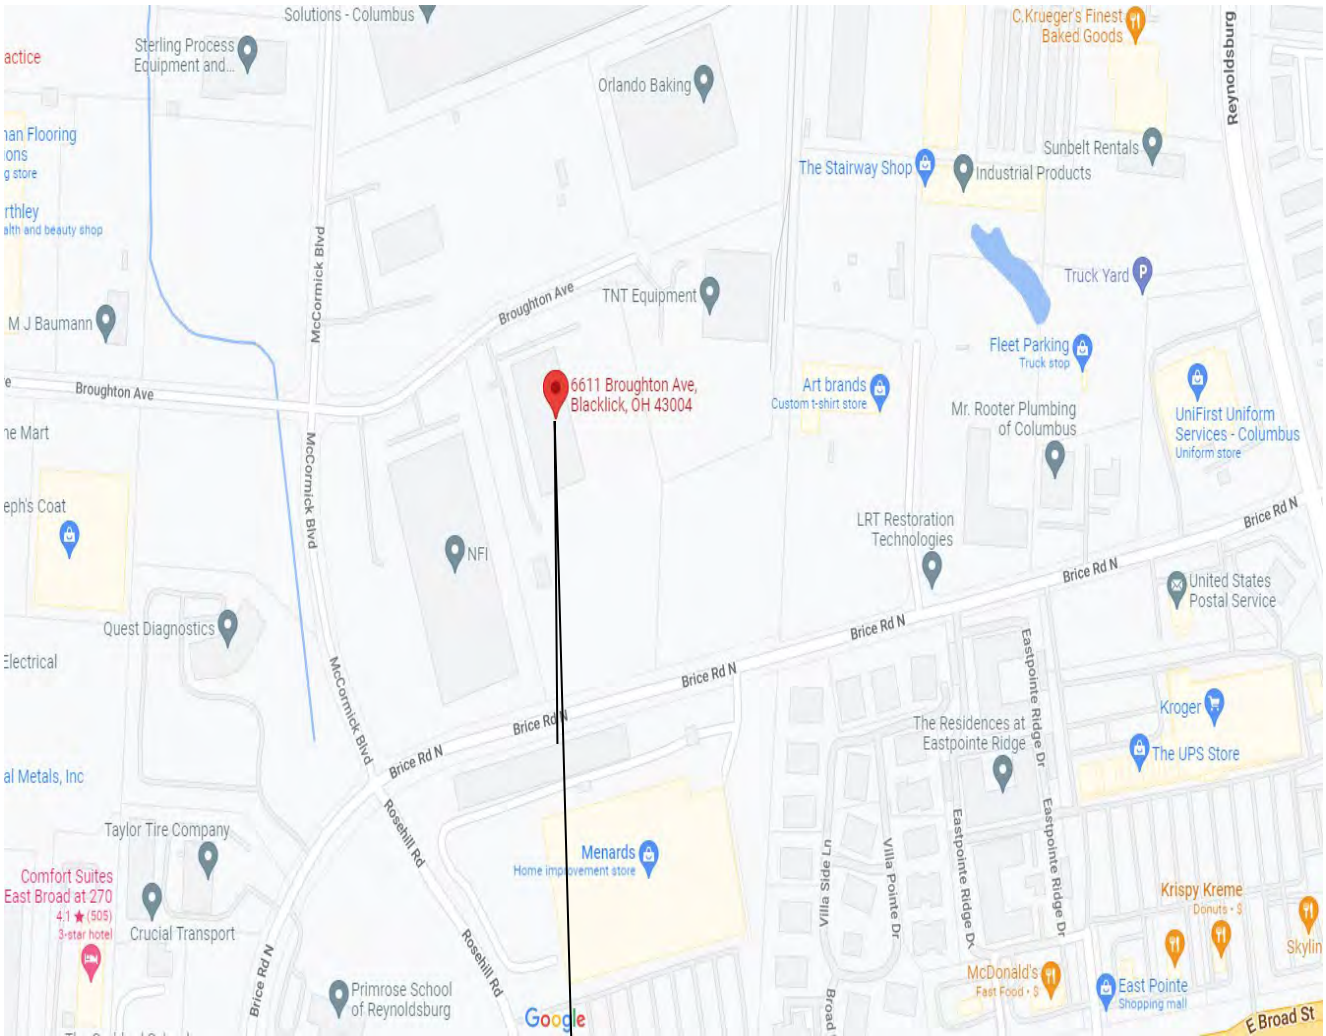 Solutions - Columbus
C.Krueger's Finest
Baked Goods
Reynoldsburg
Sterling Process
Equipment and...
actice
Orlando Baking
nan Flooring
ions
g store
Sunbelt Rentals
The Stairway Shop
Industrial Products
rthley
alth and beauty shop
McCormick Blvd
Truck Yard
P
TNT Equipment
Broughton Ave
M J Baumann
Fleet Parking
Truck stop
6611 Broughton Ave,
Blacklick, OH 43004
Art brands
Custom t-shirt store
e
Broughton Ave
Mr. Rooter Plumbing
of Columbus
UniFirst Uniform
Services - Columbus
Uniform store
ne Mart
McCormick Blvd
eph's Coat
Brice Rd N
LRT Restoration
Technologies
NFI
Brice Rd N
United States
Postal Service
Quest Diagnostics
Brice Rd N
Eastpointe Ridge Dr
Electrical
McCormick Blvd
Brice Rd N
Kroger
Brice Rd N
The Residences at
Eastpointe Ridge
Brice Rd N
The UPS Store
al Metals, Inc
Rosehill Rd
Taylor Tire Company
Menards
Home improvement store
Villa Side Ln
Villa Pointe Dr
Eastpointe Ridge Dr
Eastpointe Ridge Dr
Comfort Suites
East Broad at 270
4.1 ★ (505)
3-star hotel
Krispy Kreme
Donuts • $
Crucial Transport
Skylin
Rosehill Rd
Brice Rd N
McDonald's
Fast Food • $
East Pointe
Shopping mall
Primrose School
of Reynoldsburg
Broad
Google
E Broad St